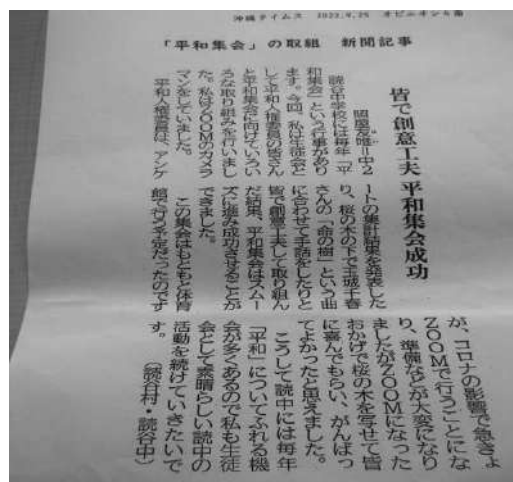 沖縄タイムス 2022.9.25 オピニオン6面
「平和集会」の取組 新聞記事
皆で創意工夫 平和集会成功
照屋友唯=中2
読谷中学校には毎年「平
和集会」という行事があり
ます。今回、私は生徒会と
して平和人権委員の皆さん
と平和集会に向けていろい
ろな取り組みを行いまし
た。私はZOOMのカメラ
マンをしていました。
平和人権委員は、アンケ
ートの集計結果を発表した
り、桜の木の下で玉城千春
さんの「命の樹」という曲
に合わせて手話をしたりと
皆で創意工夫して取り組ん
だ結果、平和集会はスムー
ズに進み成功させることが
できました。
この集会はもともと体育
館で行う予定だったのです
が、コロナの影響で急きょ
ZOOMで行うことにな
り、準備などが大変になり
ましたがZOOMになった
おかげで桜の木を写せて皆
に喜んでもらい、がんばっ
てよかったと思えました。
こうして読中には毎年
「平和」についてふれる機
会が多くあるので私も生徒
会として素晴らしい読中の
活動を続けていきたいで
す。
(読谷村・読谷中)